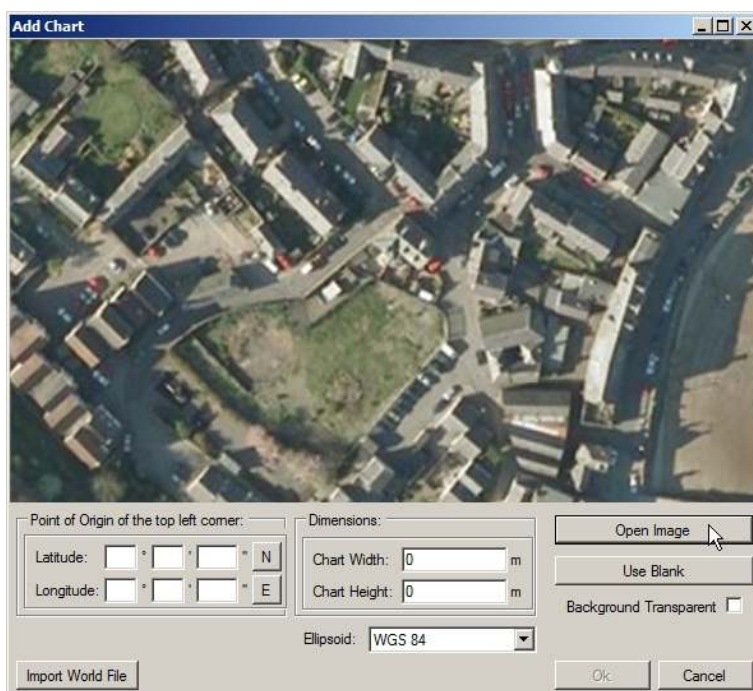 Add Chart
Point of Origin of the top left corner:
Latitude: ° ' " N
Longitude: ° ' " E
Dimensions:
Chart Width: 0 m
Chart Height: 0 m
Ellipsoid: WGS 84
Open Image
Use Blank
Background Transparent
Import World File
Ok
Cancel